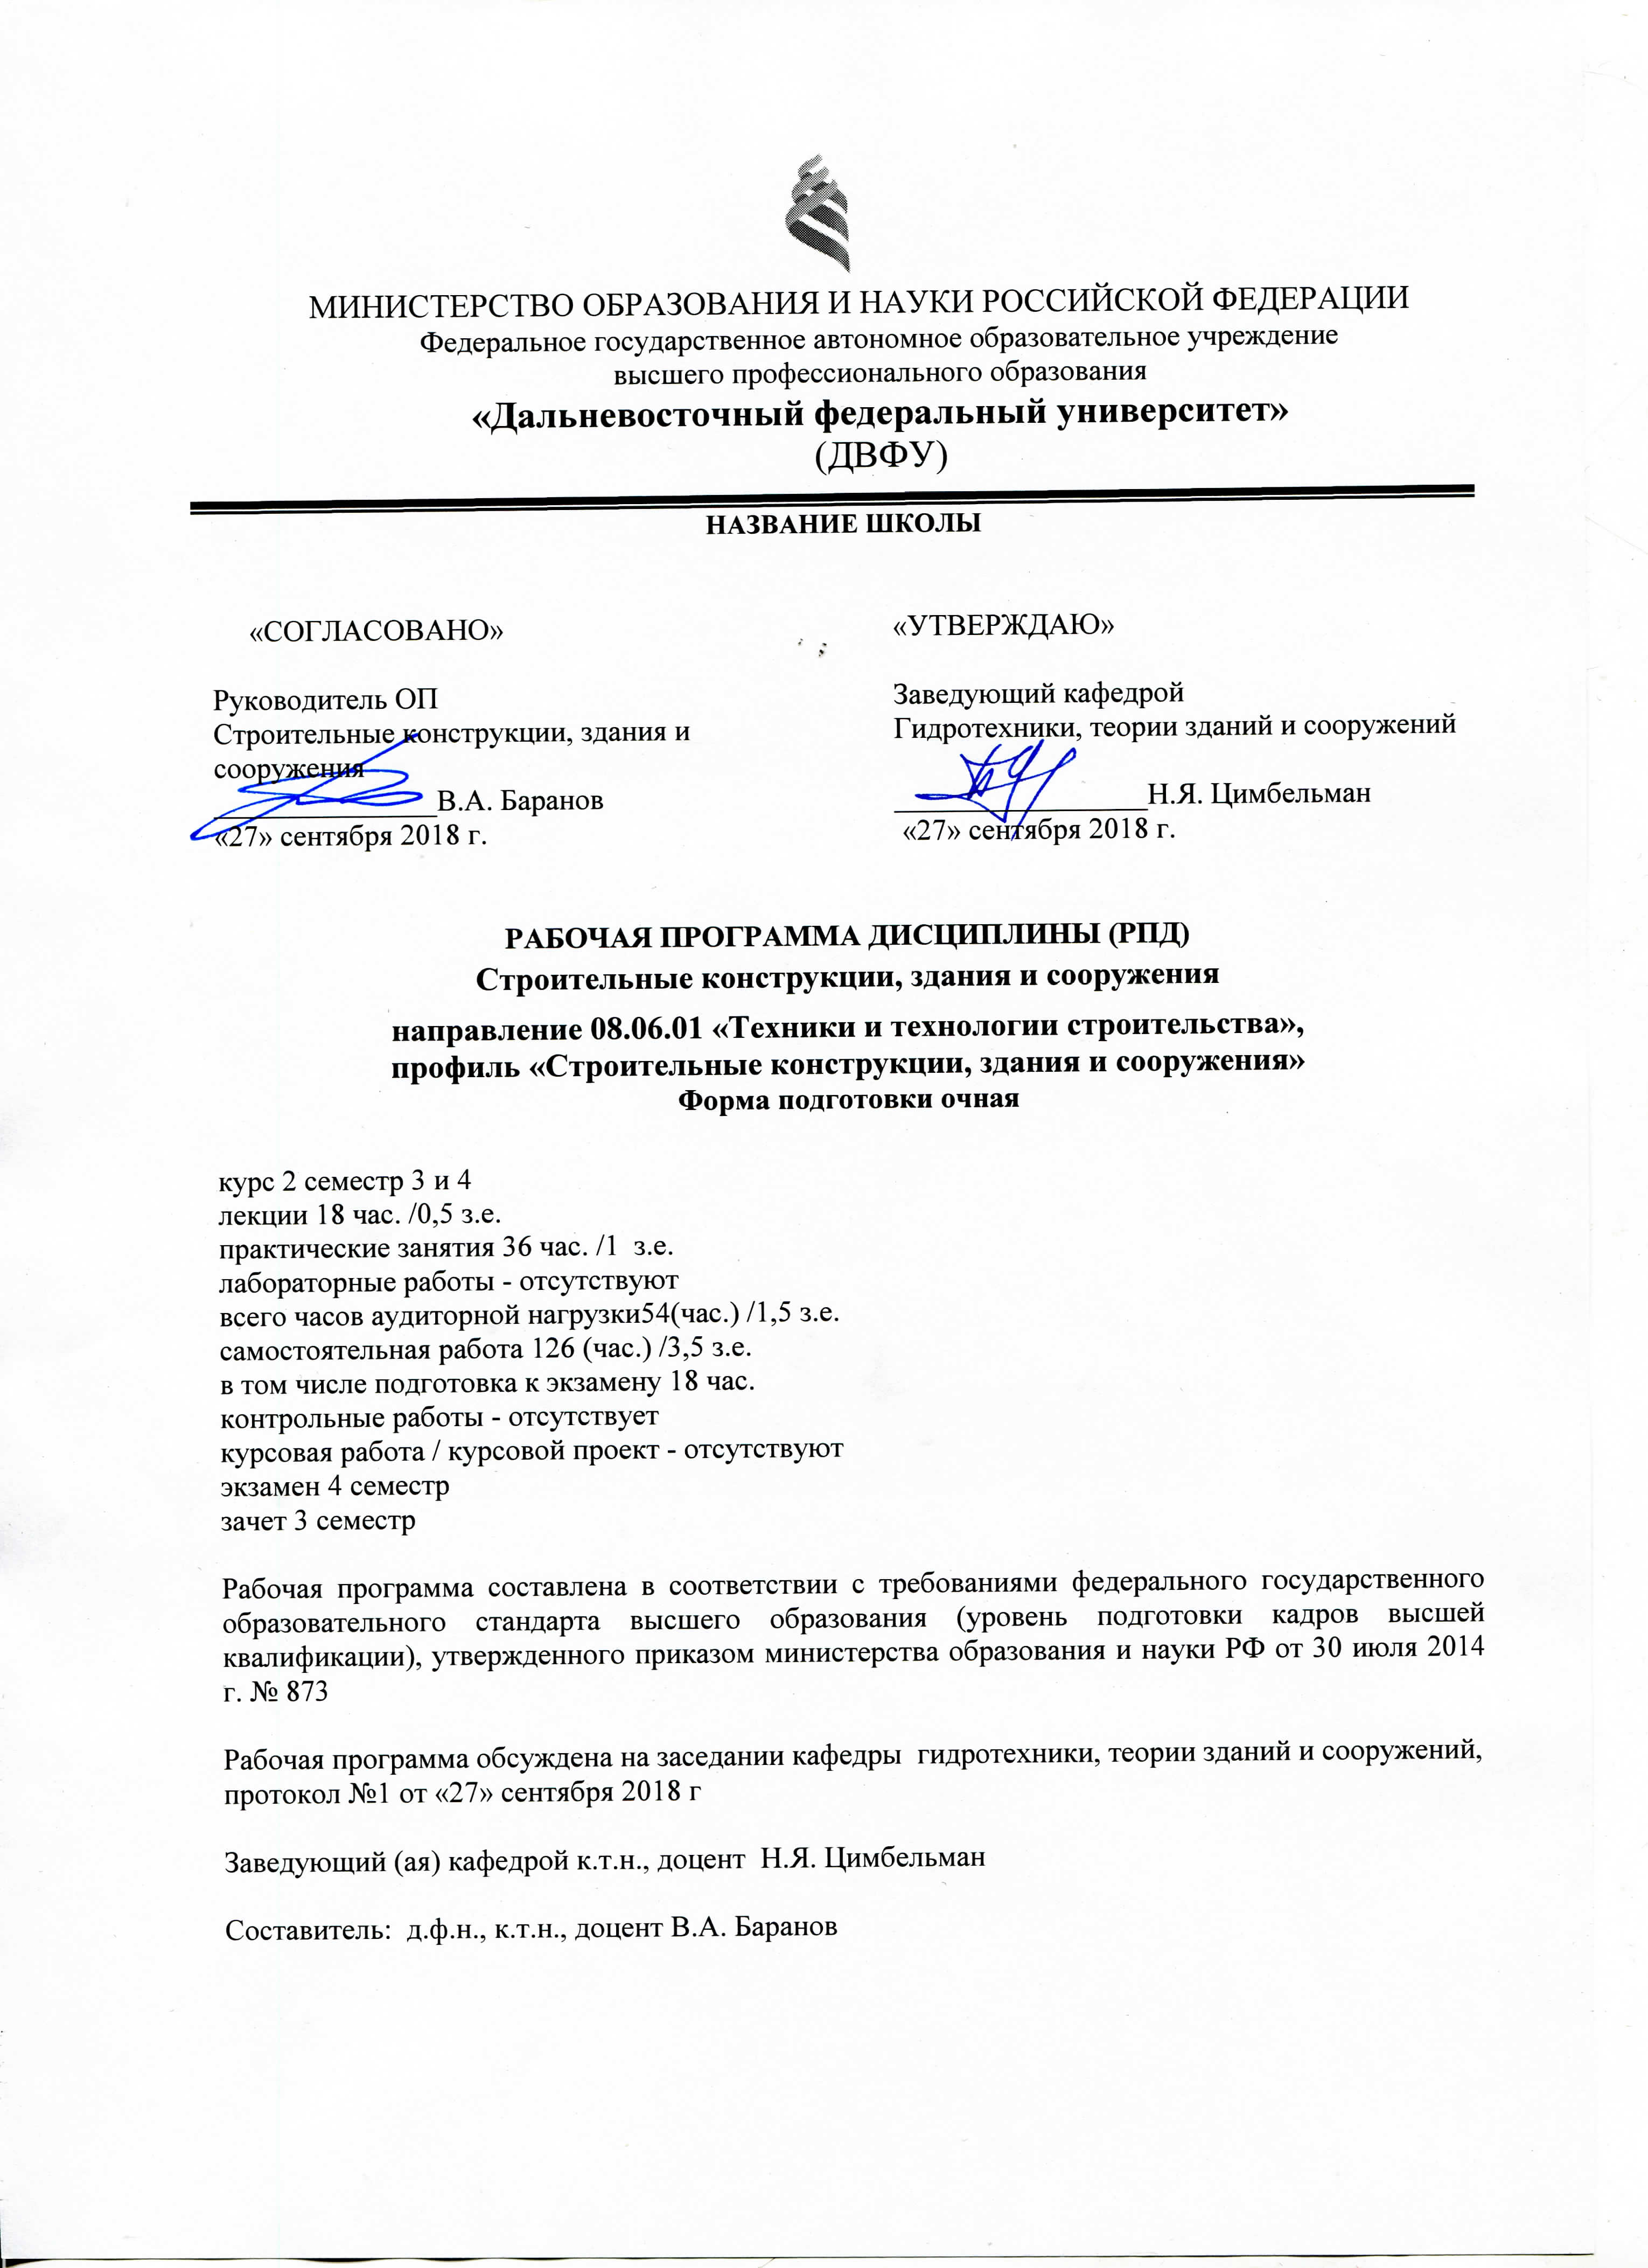 МИНИСТЕРСТВО ОБРАЗОВАНИЯ И НАУКИ РОССИЙСКОЙ ФЕДЕРАЦИИ
Федеральное государственное автономное образовательное учреждение
высшего профессионального образования
«Дальневосточный федеральный университет»
(ДВФУ)
НАЗВАНИЕ ШКОЛЫ
«СОГЛАСОВАНО»
Руководитель ОП
Строительные конструкции, здания и
сооружения
________________В.А. Баранов
«27» сентября 2018 г.
«УТВЕРЖДАЮ»
Заведующий кафедрой
Гидротехники, теории зданий и сооружений
__________________Н.Я. Цимбельман
«27» сентября 2018 г.
РАБОЧАЯ ПРОГРАММА ДИСЦИПЛИНЫ (РПД)
Строительные конструкции, здания и сооружения
направление 08.06.01 «Техники и технологии строительства»,
профиль «Строительные конструкции, здания и сооружения»
Форма подготовки очная
курс 2 семестр 3 и 4
лекции 18 час. /0,5 з.е.
практические занятия 36 час. /1 з.е.
лабораторные работы - отсутствуют
всего часов аудиторной нагрузки54(час.) /1,5 з.е.
самостоятельная работа 126 (час.) /3,5 з.е.
в том числе подготовка к экзамену 18 час.
контрольные работы - отсутствует
курсовая работа / курсовой проект - отсутствуют
экзамен 4 семестр
зачет 3 семестр
Рабочая программа составлена в соответствии с требованиями федерального государственного
образовательного стандарта высшего образования (уровень подготовки кадров высшей
квалификации), утвержденного приказом министерства образования и науки РФ от 30 июля 2014
г. № 873
Рабочая программа обсуждена на заседании кафедры гидротехники, теории зданий и сооружений,
протокол №1 от «27» сентября 2018 г
Заведующий (ая) кафедрой к.т.н., доцент Н.Я. Цимбельман
Составитель: д.ф.н., к.т.н., доцент В.А. Баранов